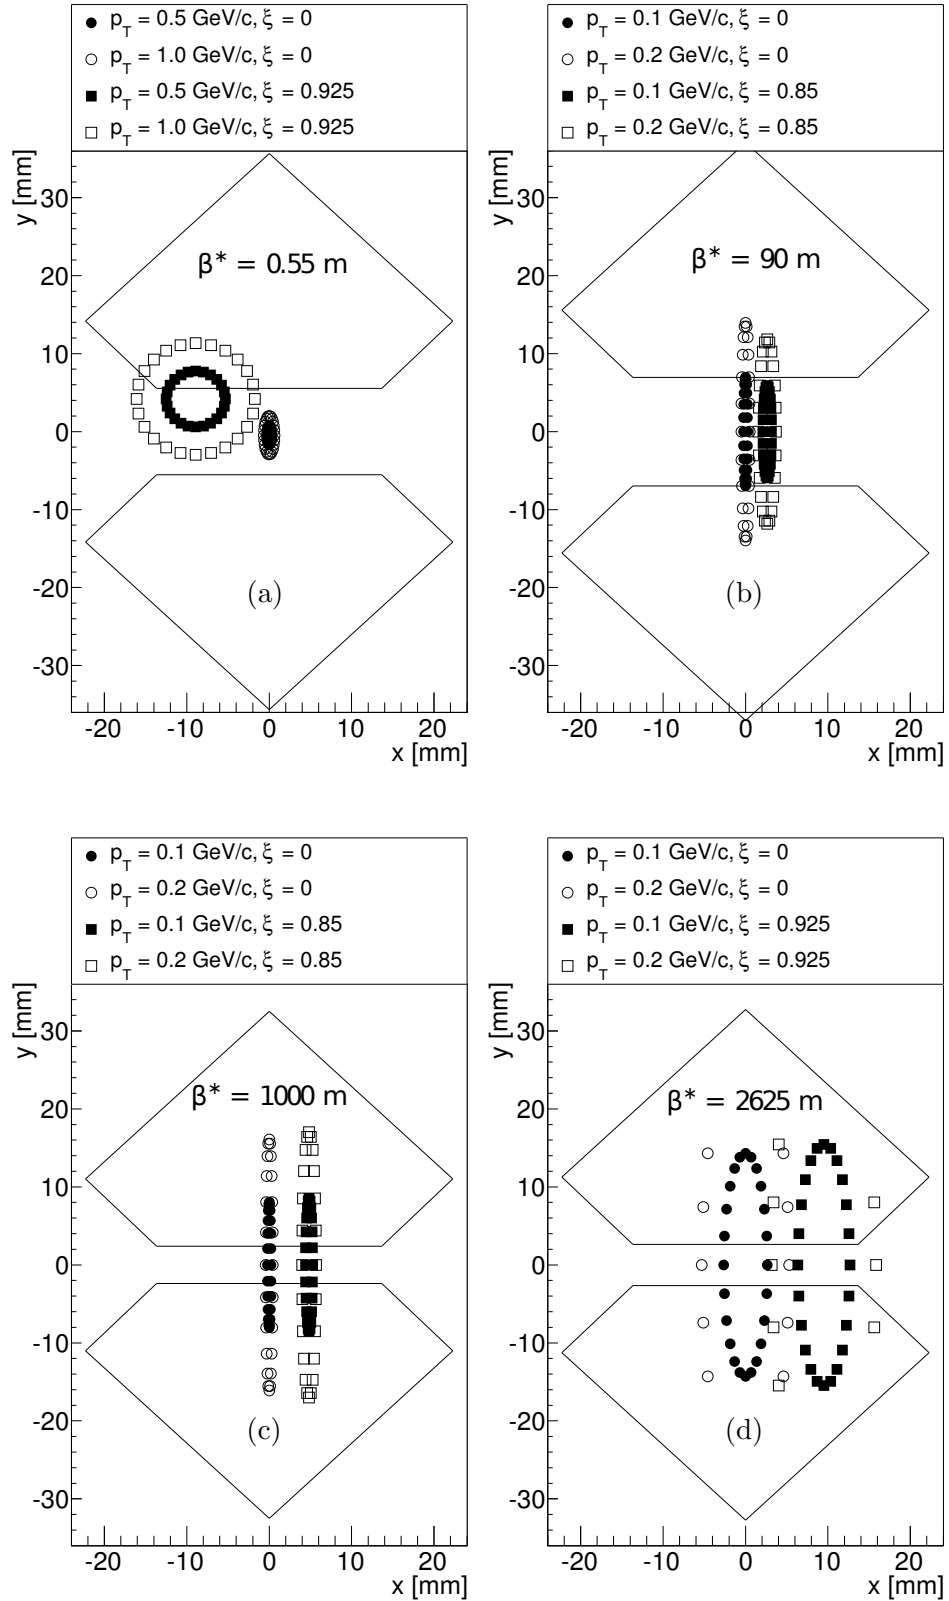 p_T = 0.5 GeV/c, ξ = 0
p_T = 1.0 GeV/c, ξ = 0
p_T = 0.5 GeV/c, ξ = 0.925
p_T = 1.0 GeV/c, ξ = 0.925
y [mm]
30
20
10
0
-10
-20
-30
β* = 0.55 m
(a)
-20 -10 0 10 20
x [mm]
p_T = 0.1 GeV/c, ξ = 0
p_T = 0.2 GeV/c, ξ = 0
p_T = 0.1 GeV/c, ξ = 0.85
p_T = 0.2 GeV/c, ξ = 0.85
y [mm]
30
20
10
0
-10
-20
-30
β* = 90 m
(b)
-20 -10 0 10 20
x [mm]
p_T = 0.1 GeV/c, ξ = 0
p_T = 0.2 GeV/c, ξ = 0
p_T = 0.1 GeV/c, ξ = 0.85
p_T = 0.2 GeV/c, ξ = 0.85
y [mm]
30
20
10
0
-10
-20
-30
β* = 1000 m
(c)
-20 -10 0 10 20
x [mm]
p_T = 0.1 GeV/c, ξ = 0
p_T = 0.2 GeV/c, ξ = 0
p_T = 0.1 GeV/c, ξ = 0.925
p_T = 0.2 GeV/c, ξ = 0.925
y [mm]
30
20
10
0
-10
-20
-30
β* = 2625 m
(d)
-20 -10 0 10 20
x [mm]